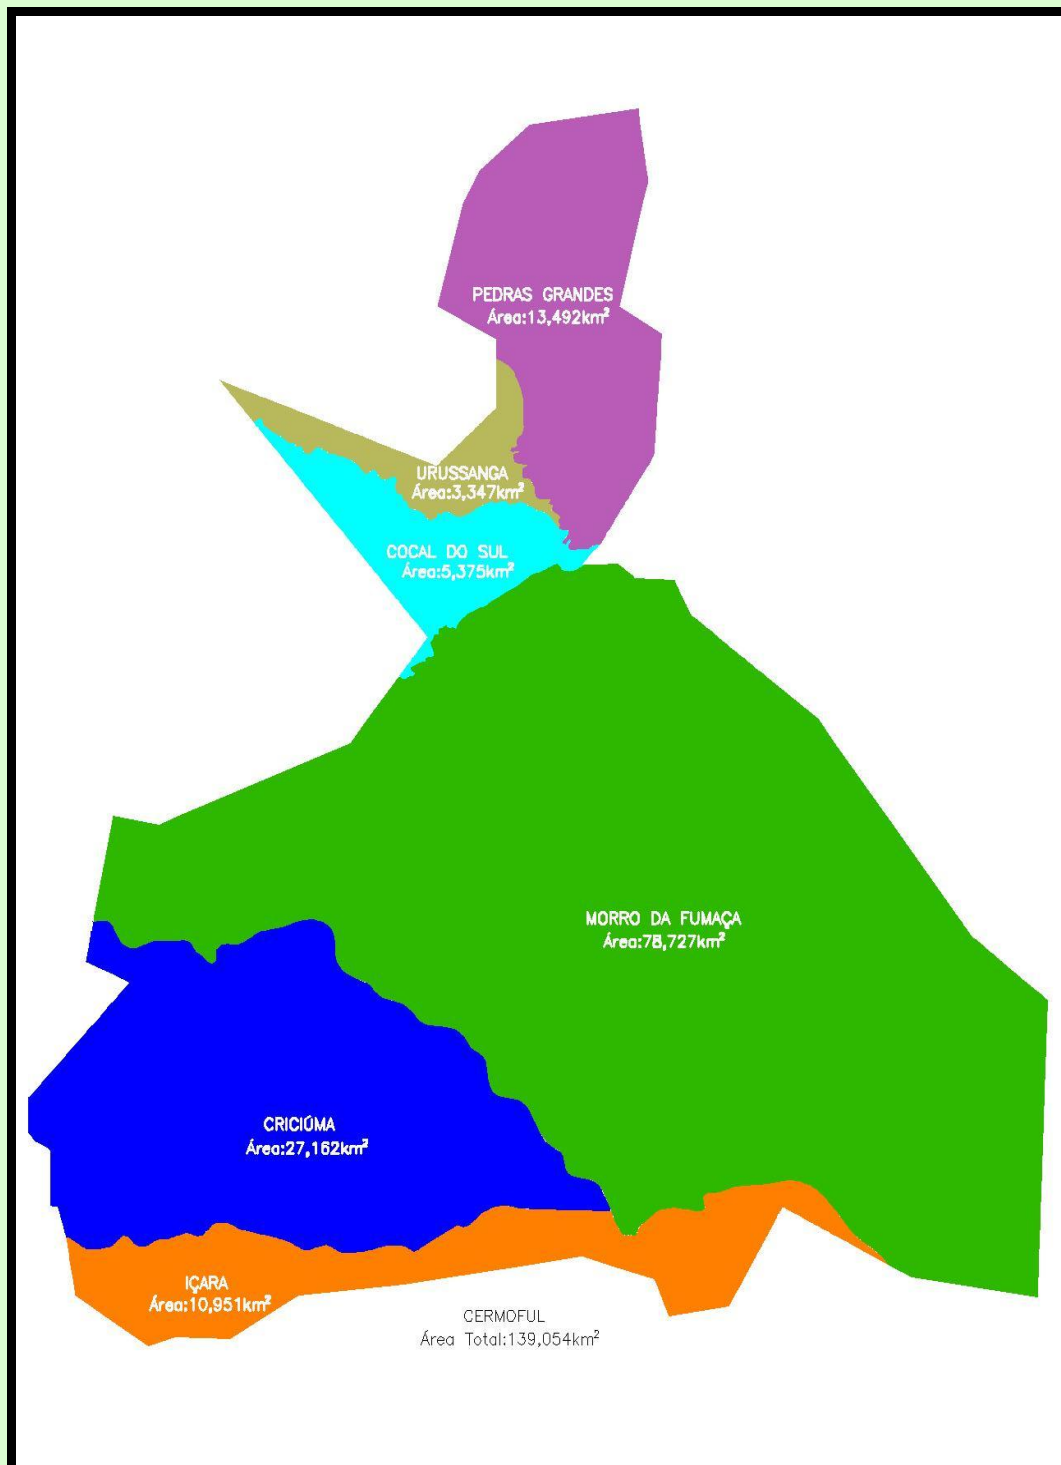 PEDRAS GRANDES
Área:13,492km²
URUSSANGA
Área:3,347km²
COCAL DO SUL
Área:5,375km²
MORRO DA FUMAÇA
Área:78,727km²
CRICIÚMA
Área:27,162km²
IÇARA
Área:10,951km²
CERMOFUL
Área Total:139,054km²